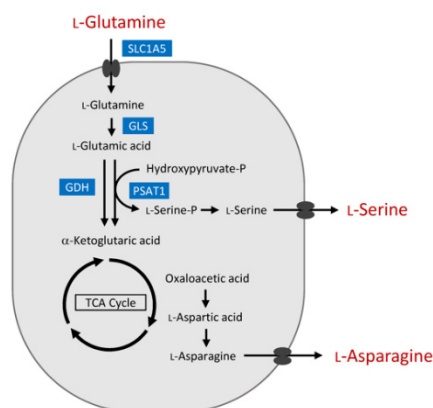 L-Glutamine
SLC1A5
L-Glutamine
GLS
L-Glutamic acid
Hydroxypyruvate-P
GDH
PSAT1
L-Serine-P
L-Serine
L-Serine
α-Ketoglutaric acid
Oxaloacetic acid
TCA Cycle
L-Aspartic acid
L-Asparagine
L-Asparagine